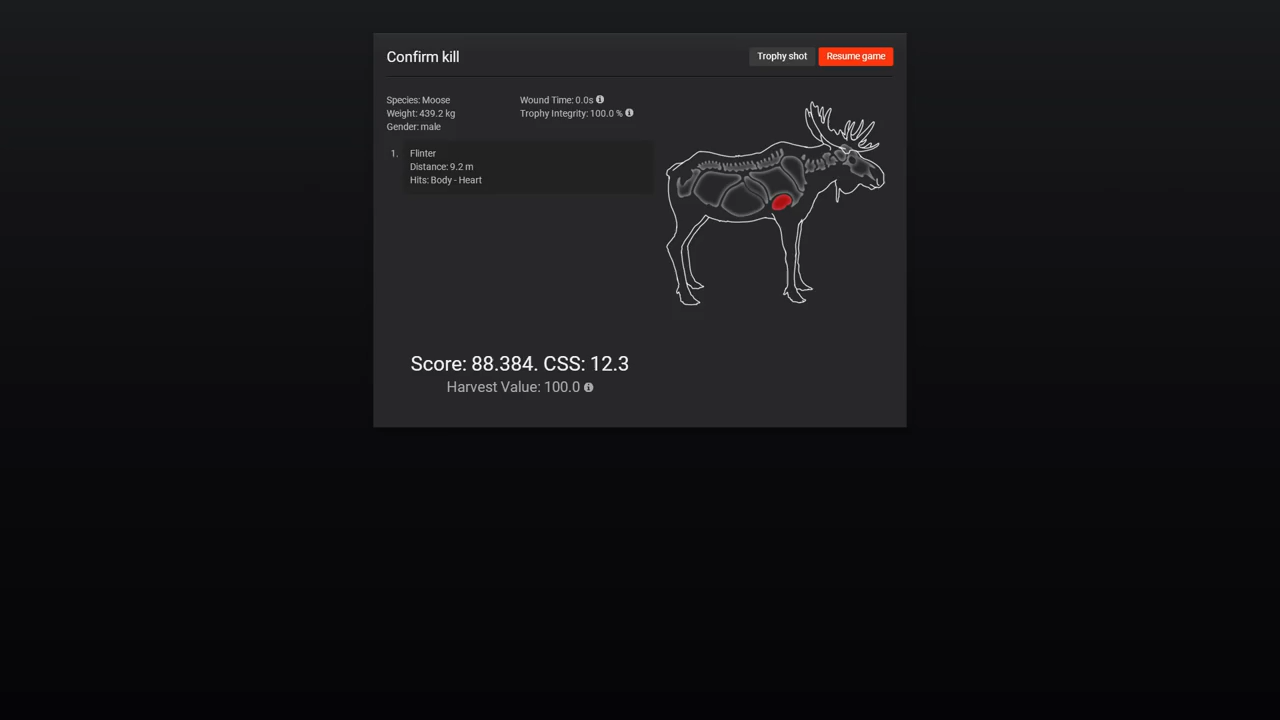 Confirm kill
Trophy shot
Resume game
Species: Moose
Weight: 439.2 kg
Gender: male
Wound Time: 0.0s
Trophy Integrity: 100.0 %
1.
Flinter
Distance: 9.2 m
Hits: Body - Heart
Score: 88.384. CSS: 12.3
Harvest Value: 100.0